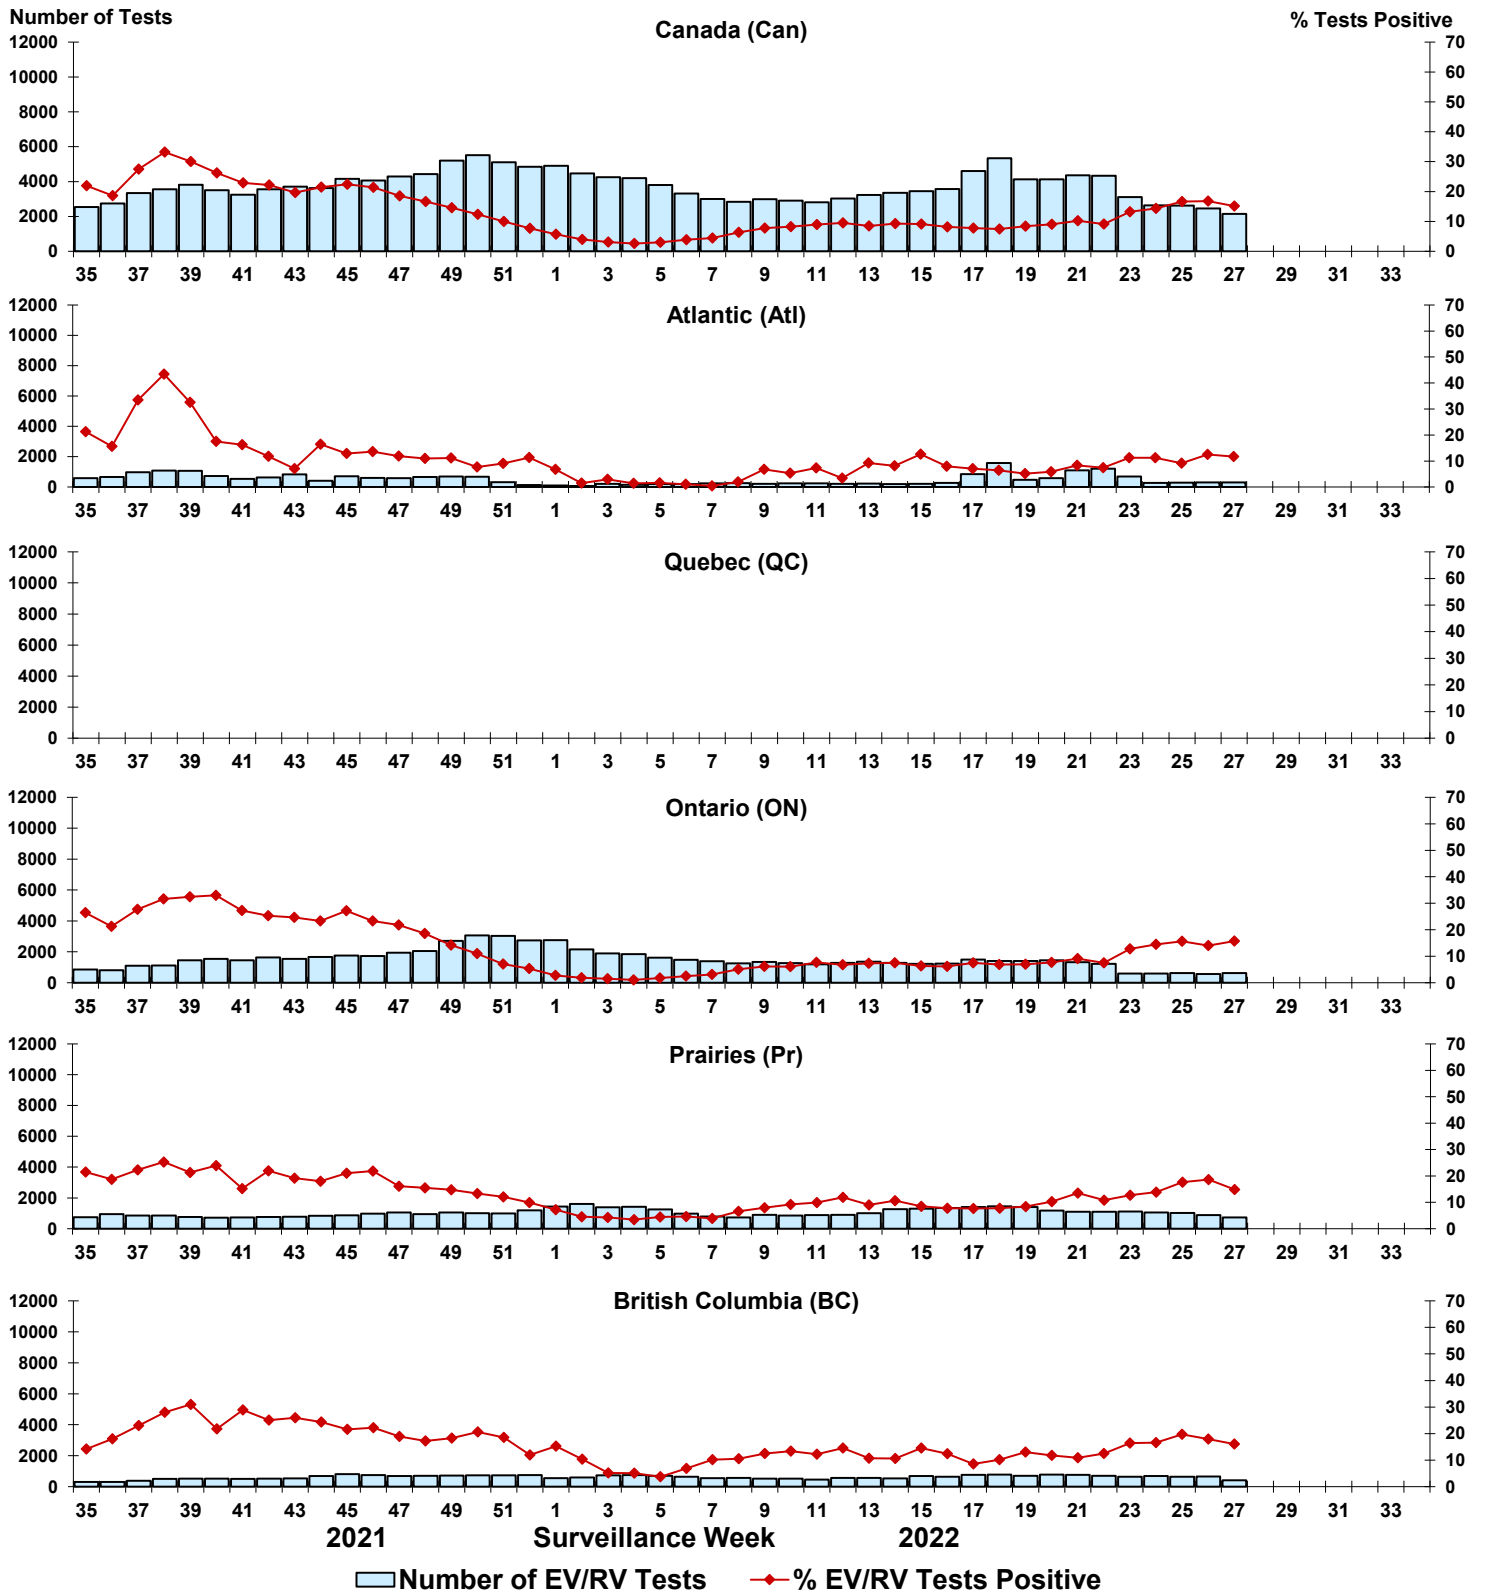 Number of Tests
% Tests Positive
Canada (Can)
12000 10000 8000 6000 4000 2000 0
70 60 50 40 30 20 10 0
35 37 39 41 43 45 47 49 51 1 3 5 7 9 11 13 15 17 19 21 23 25 27 29 31 33
Atlantic (Atl)
12000 10000 8000 6000 4000 2000 0
70 60 50 40 30 20 10 0
35 37 39 41 43 45 47 49 51 1 3 5 7 9 11 13 15 17 19 21 23 25 27 29 31 33
Quebec (QC)
12000 10000 8000 6000 4000 2000 0
70 60 50 40 30 20 10 0
35 37 39 41 43 45 47 49 51 1 3 5 7 9 11 13 15 17 19 21 23 25 27 29 31 33
Ontario (ON)
12000 10000 8000 6000 4000 2000 0
70 60 50 40 30 20 10 0
35 37 39 41 43 45 47 49 51 1 3 5 7 9 11 13 15 17 19 21 23 25 27 29 31 33
Prairies (Pr)
12000 10000 8000 6000 4000 2000 0
70 60 50 40 30 20 10 0
35 37 39 41 43 45 47 49 51 1 3 5 7 9 11 13 15 17 19 21 23 25 27 29 31 33
British Columbia (BC)
12000 10000 8000 6000 4000 2000 0
70 60 50 40 30 20 10 0
35 37 39 41 43 45 47 49 51 1 3 5 7 9 11 13 15 17 19 21 23 25 27 29 31 33
2021 Surveillance Week 2022
Number of EV/RV Tests % EV/RV Tests Positive